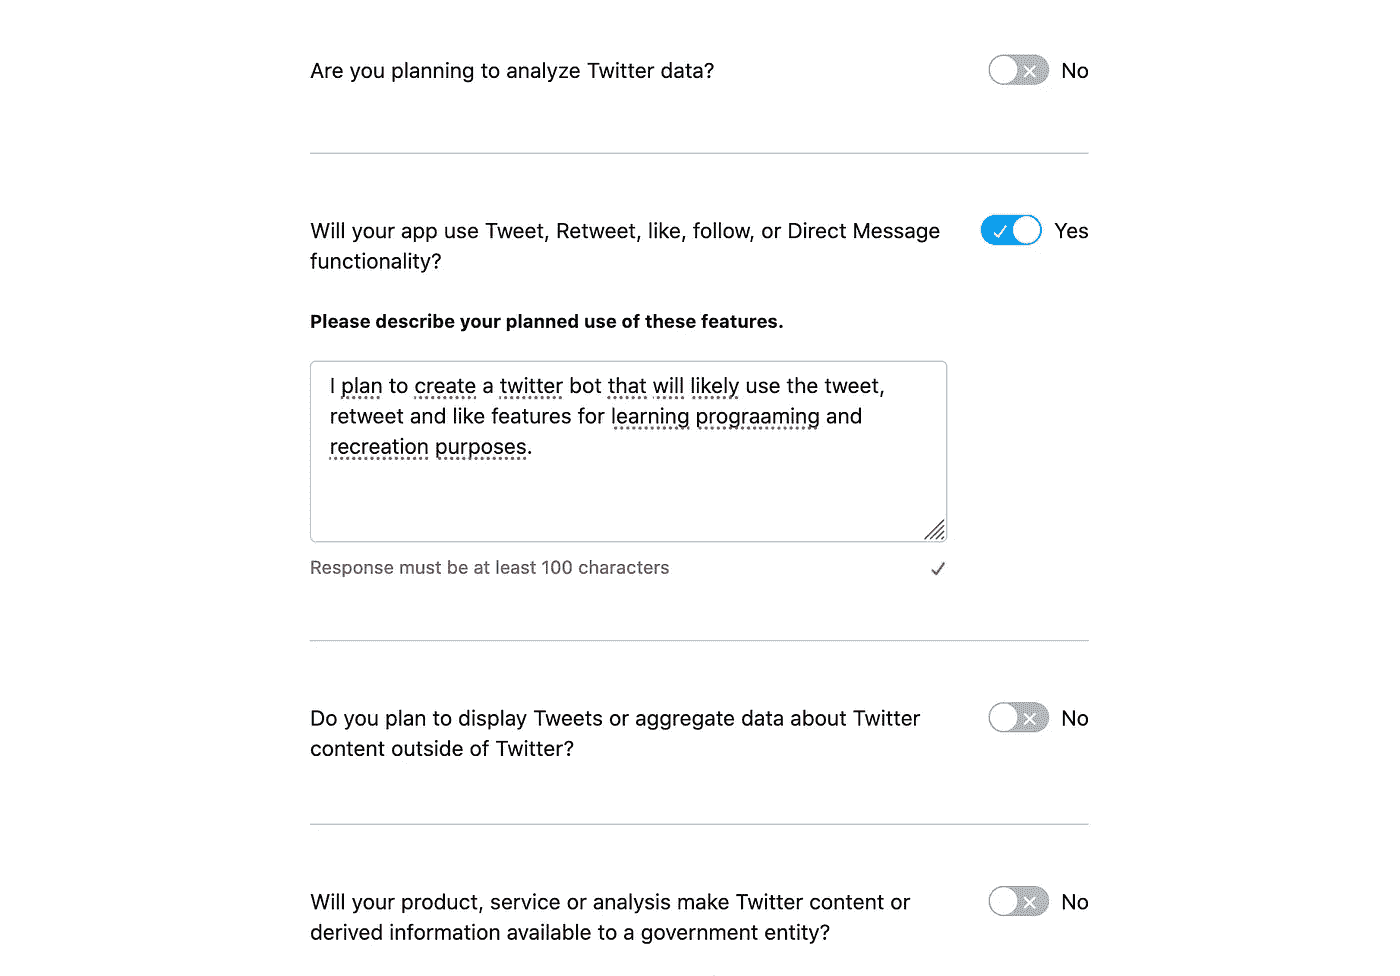 Are you planning to analyze Twitter data?
No
Will your app use Tweet, Retweet, like, follow, or Direct Message
functionality?
Yes
Please describe your planned use of these features.
I plan to create a twitter bot that will likely use the tweet,
retweet and like features for learning prograaming and
recreation purposes.
Response must be at least 100 characters
Do you plan to display Tweets or aggregate data about Twitter
content outside of Twitter?
No
Will your product, service or analysis make Twitter content or
derived information available to a government entity?
No